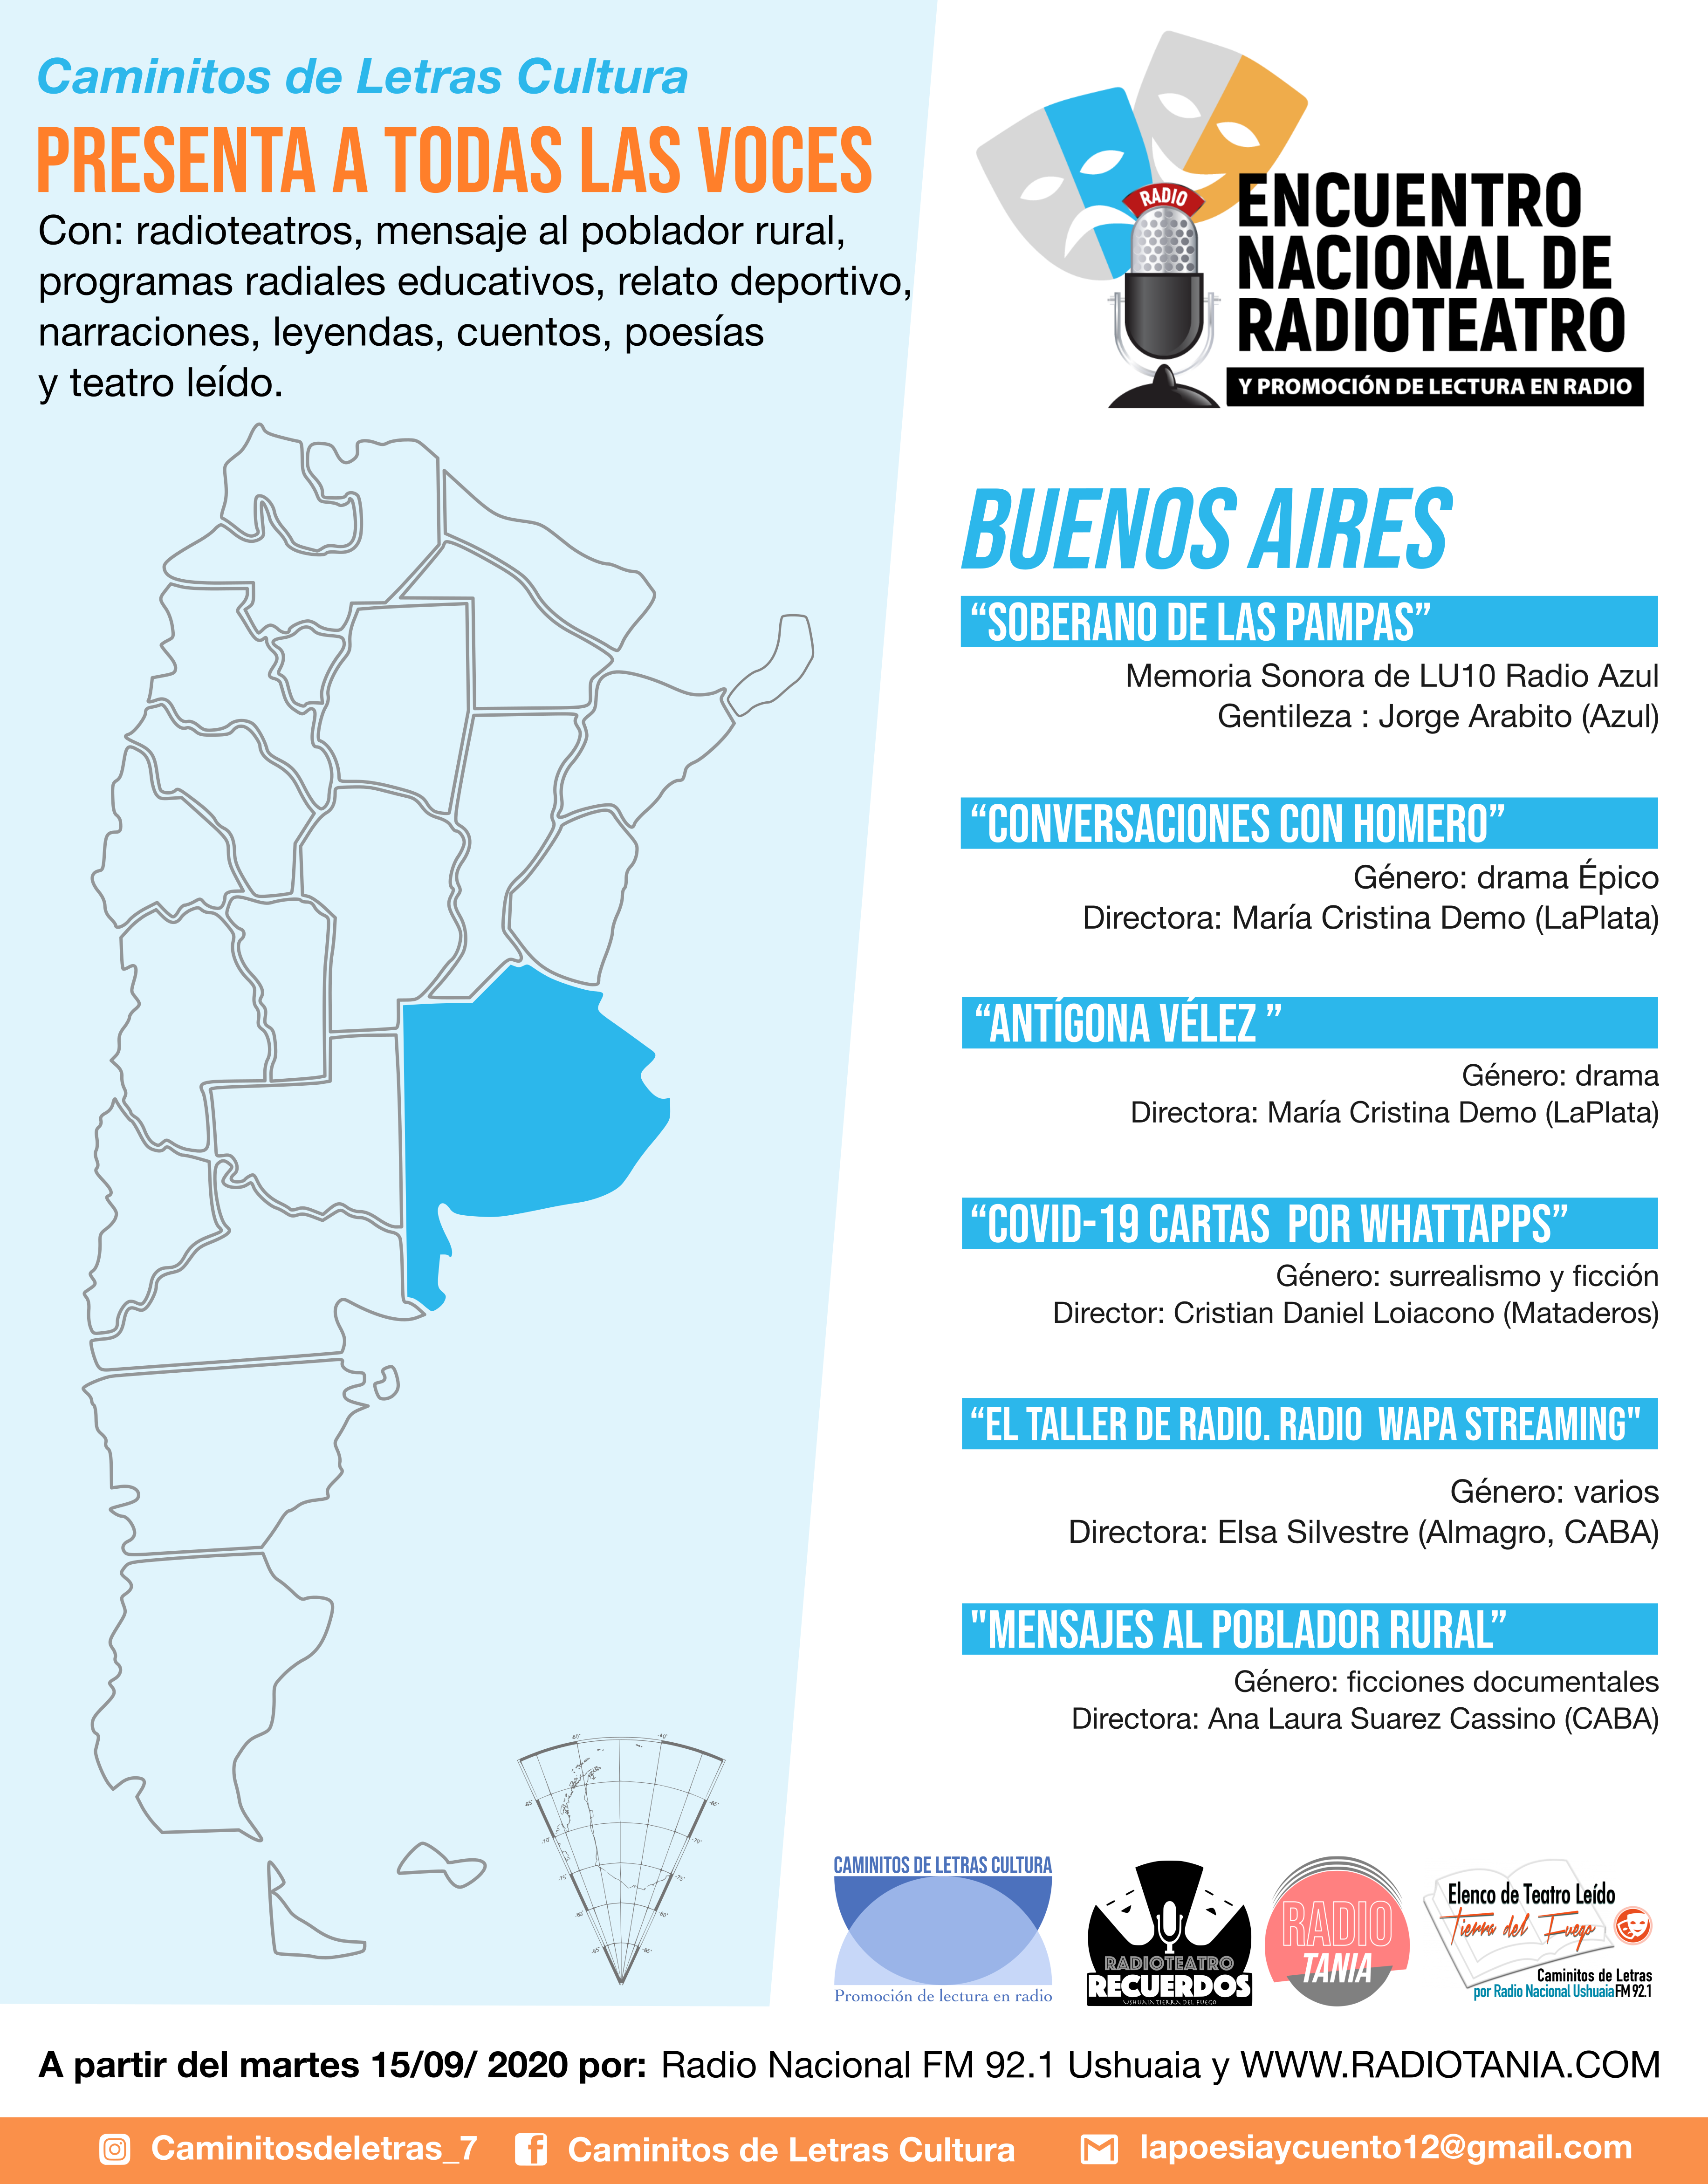 Caminitos de Letras Cultura
PRESENTA A TODAS LAS VOCES
Con: radioteatros, mensaje al poblador rural,
programas radiales educativos, relato deportivo,
narraciones, leyendas, cuentos, poesías
y teatro leído.
RADIO
ENCUENTRO
NACIONAL DE
RADIOTEATRO
Y PROMOCIÓN DE LECTURA EN RADIO
BUENOS AIRES
“SOBERANO DE LAS PAMPAS”
Memoria Sonora de LU10 Radio Azul
Gentileza : Jorge Arabito (Azul)
“CONVERSACIONES CON HOMERO”
Género: drama Épico
Directora: María Cristina Demo (LaPlata)
“ANTÍGONA VÉLEZ ”
Género: drama
Directora: María Cristina Demo (LaPlata)
“COVID-19 CARTAS  POR WHATTAPPS”
Género: surrealismo y ficción
Director: Cristian Daniel Loiacono (Mataderos)
“EL TALLER DE RADIO. RADIO  WAPA STREAMING"
Género: varios
Directora: Elsa Silvestre (Almagro, CABA)
"MENSAJES AL POBLADOR RURAL”
Género: ficciones documentales
Directora: Ana Laura Suarez Cassino (CABA)
CAMINITOS DE LETRAS CULTURA
Promoción de lectura en radio
RADIOTEATRO
RECUERDOS
USHUAIA TIERRA DEL FUEGO
RADIO
TANIA
Elenco de Teatro Leído
Tierra del Fuego
Caminitos de Letras
por Radio Nacional Ushuaia FM 92.1
A partir del martes 15/09/ 2020 por: Radio Nacional FM 92.1 Ushuaia y WWW.RADIOTANIA.COM
Caminitosdeletras_7
Caminitos de Letras Cultura
lapoesiaycuento12@gmail.com